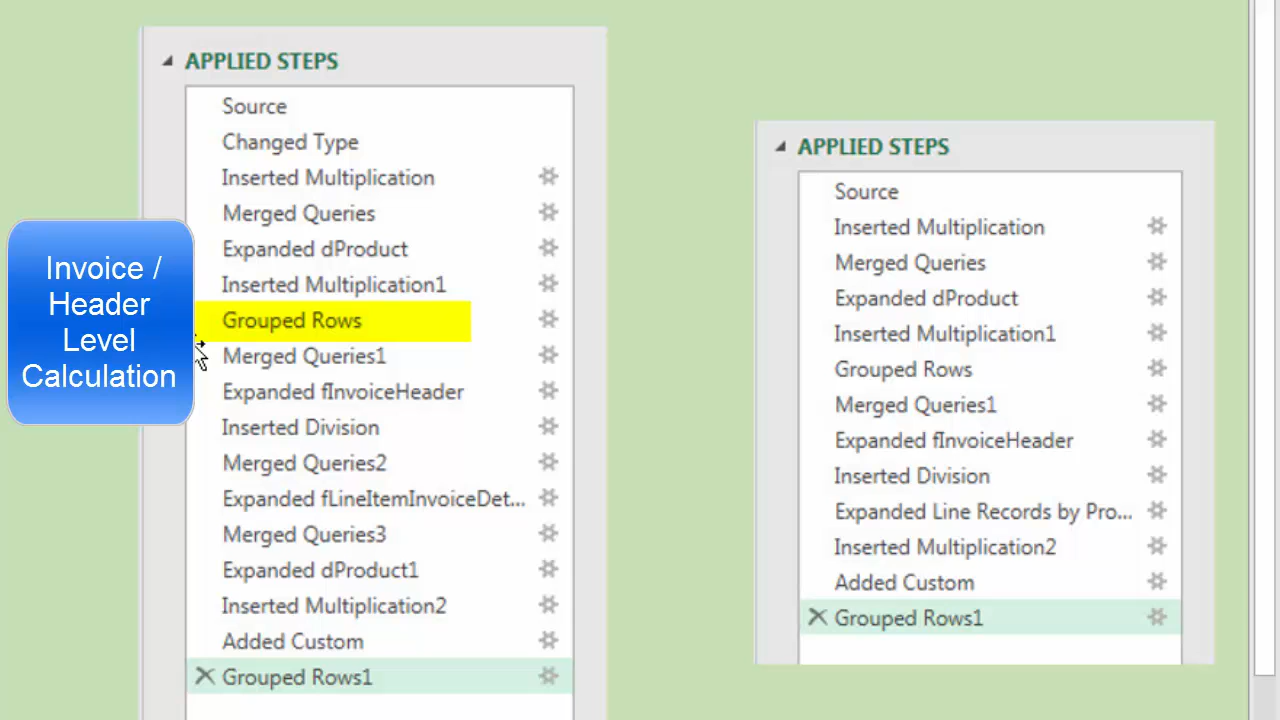 APPLIED STEPS
Source
Changed Type
Inserted Multiplication
Merged Queries
Expanded dProduct
Inserted Multiplication1
Grouped Rows
Merged Queries1
Expanded fInvoiceHeader
Inserted Division
Merged Queries2
Expanded fLineItemInvoiceDet...
Merged Queries3
Expanded dProduct1
Inserted Multiplication2
Added Custom
Grouped Rows1
Invoice /
Header
Level
Calculation
APPLIED STEPS
Source
Inserted Multiplication
Merged Queries
Expanded dProduct
Inserted Multiplication1
Grouped Rows
Merged Queries1
Expanded fInvoiceHeader
Inserted Division
Expanded Line Records by Pro...
Inserted Multiplication2
Added Custom
Grouped Rows1